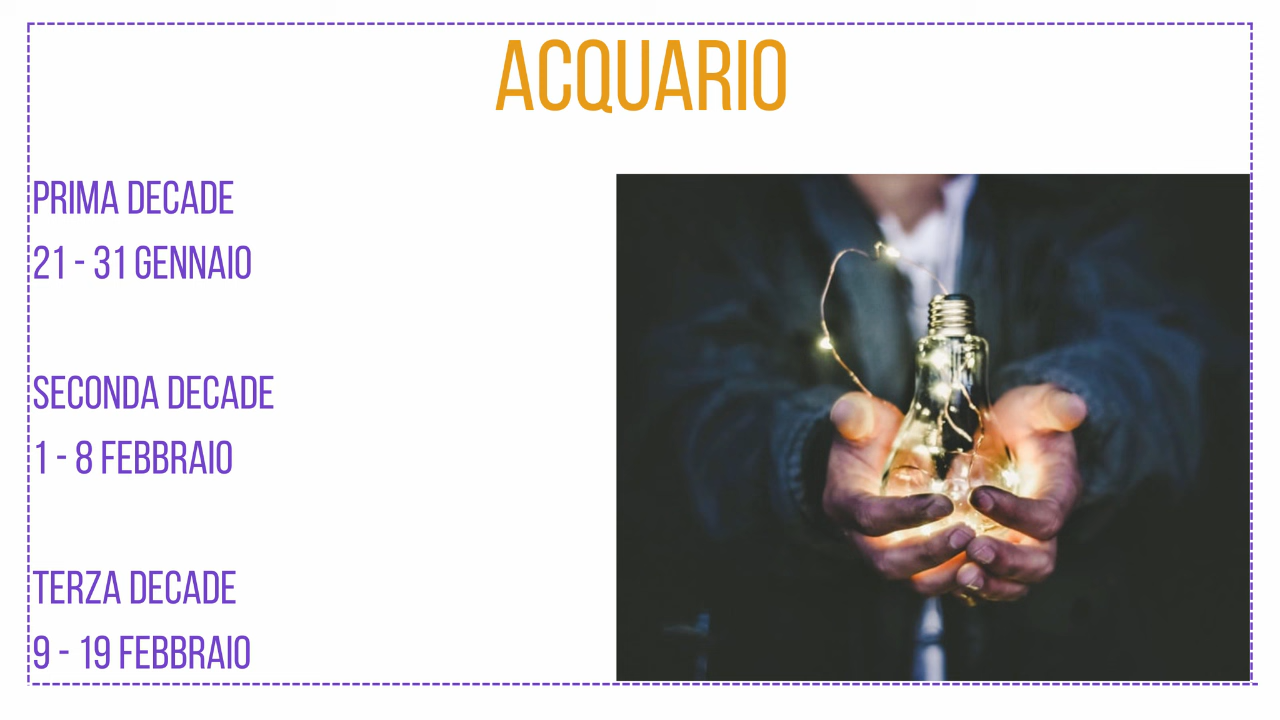 ACQUARIO
PRIMA DECADE
21 - 31 GENNAIO
SECONDA DECADE
1 - 8 FEBBRAIO
TERZA DECADE
9 - 19 FEBBRAIO